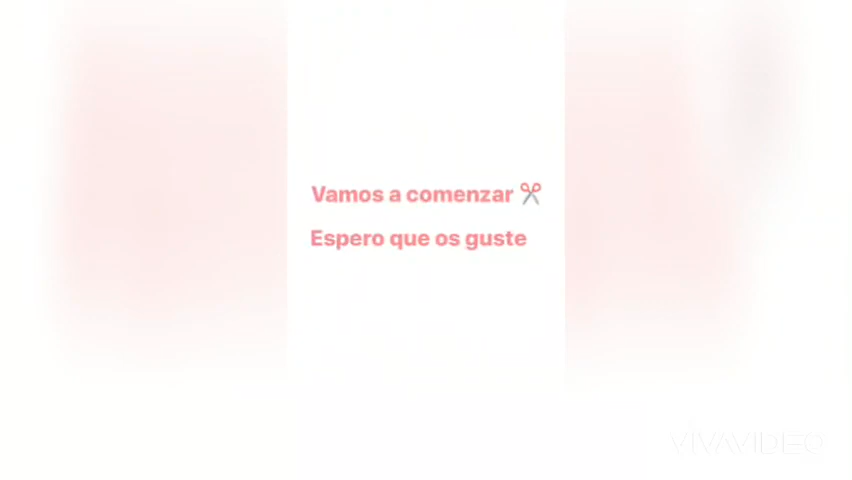 Vamos a comenzar ✂️
Espero que os guste
VIVAVIDEO